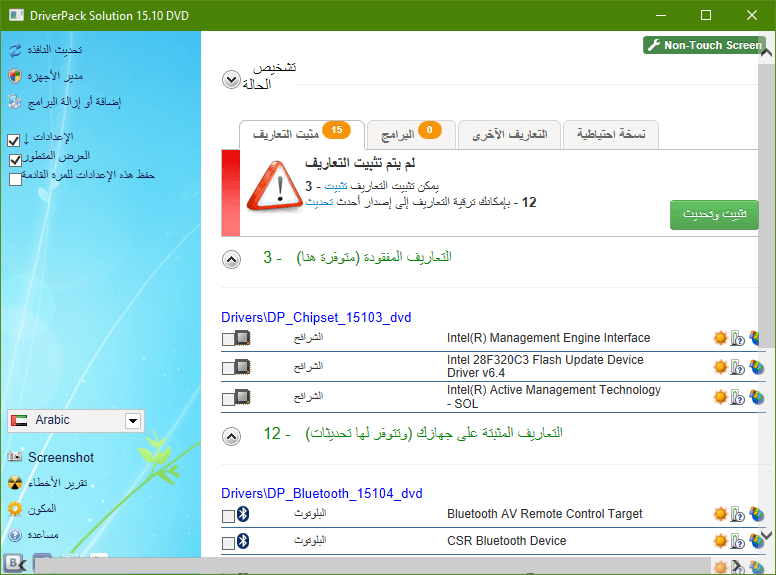 DriverPack Solution 15.10 DVD
تحديث النافذة
مدير الأجهزة
إضافة أو إزالة البرامج
الإعدادات ↓
العرض المتطور
حفظ هذه الإعدادات للمرة القادمة
Arabic
Screenshot
تقرير الأخطاء
المكون
مساعدة
B
Non-Touch Screen
تشخيص
الحالة
مثبت التعاريف 15
البرامج 0
التعاريف الآخرى
نسخة احتياطية
لم يتم تثبيت التعاريف
يمكن تثبيت التعاريف تثبيت - 3
12 - بإمكانك ترقية التعاريف إلى إصدار أحدث تحديث
تثبيت وتحديث
التعاريف المفقودة (متوفرة هنا) - 3
Drivers\DP_Chipset_15103_dvd
الشرائح Intel(R) Management Engine Interface
الشرائح Intel 28F320C3 Flash Update Device
Driver v6.4
الشرائح Intel(R) Active Management Technology
- SOL
التعاريف المثبتة على جهازك (وتتوفر لها تحديثات) - 12
Drivers\DP_Bluetooth_15104_dvd
البلوتوث Bluetooth AV Remote Control Target
البلوتوث CSR Bluetooth Device